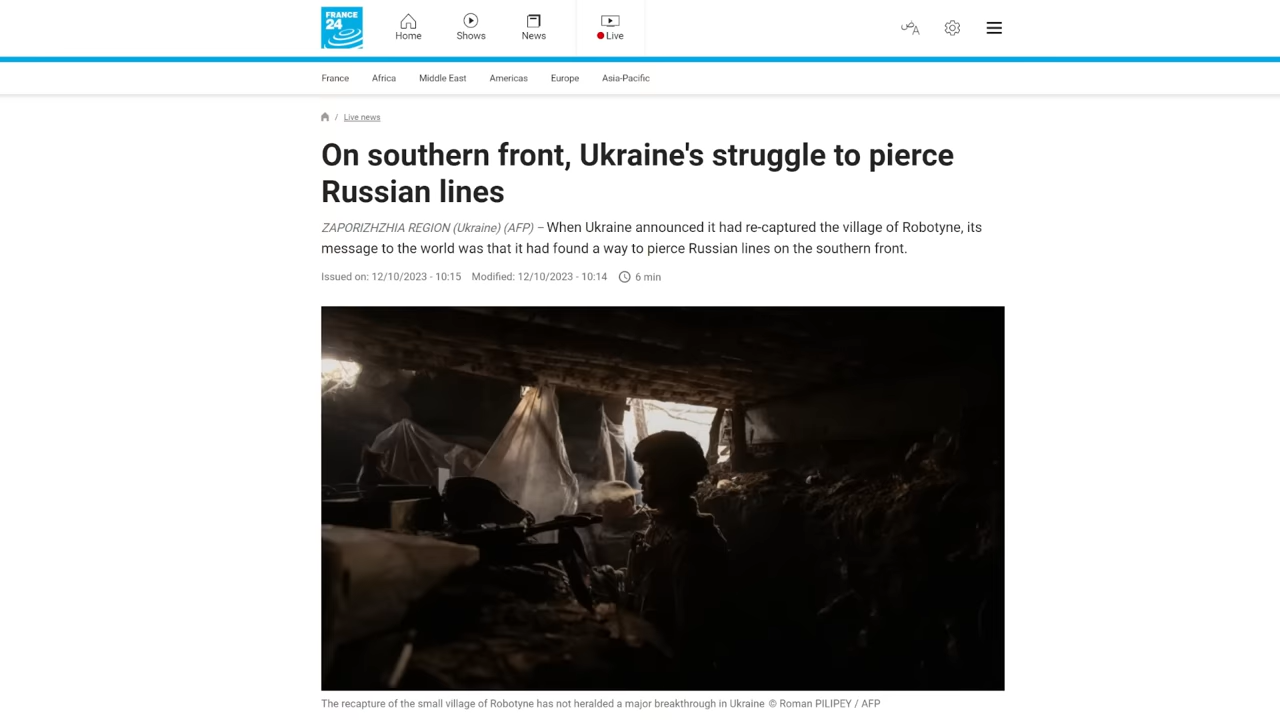 FRANCE
24
Home
Shows
News
Live
ض A
France
Africa
Middle East
Americas
Europe
Asia-Pacific
/ Live news
On southern front, Ukraine's struggle to pierce
Russian lines
ZAPORIZHZHIA REGION (Ukraine) (AFP) – When Ukraine announced it had re-captured the village of Robotyne, its
message to the world was that it had found a way to pierce Russian lines on the southern front.
Issued on: 12/10/2023 - 10:15 Modified: 12/10/2023 - 10:14 6 min
The recapture of the small village of Robotyne has not heralded a major breakthrough in Ukraine © Roman PILIPEY / AFP